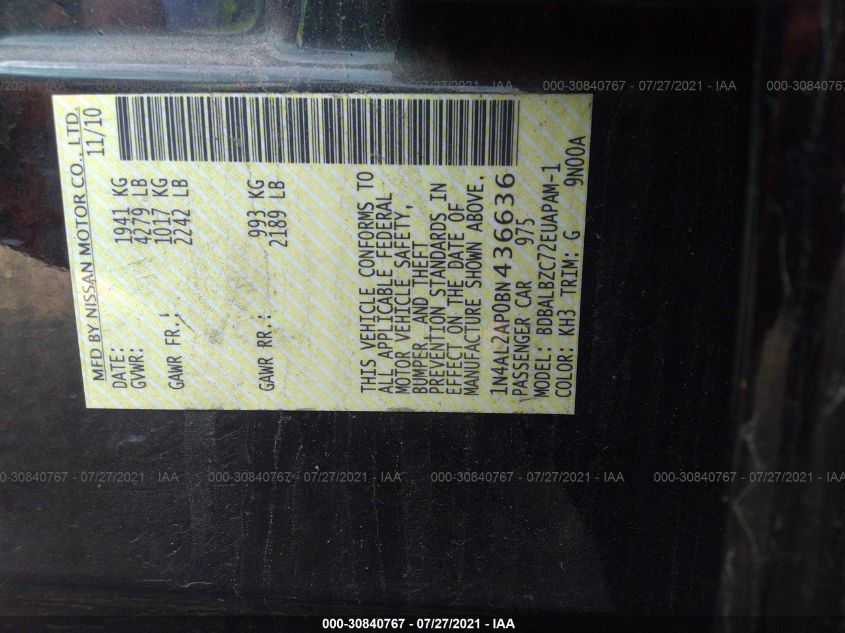 MFD BY NISSAN MOTOR CO., LTD.
DATE: 11/10
GVWR: 1941 KG
4279 LB
GAWR FR.: 1017 KG
2242 LB
GAWR RR.: 993 KG
2189 LB
THIS VEHICLE CONFORMS TO
ALL APPLICABLE FEDERAL
MOTOR VEHICLE SAFETY,
BUMPER, AND THEFT
PREVENTION STANDARDS IN
EFFECT ON THE DATE OF
MANUFACTURE SHOWN ABOVE.
1N4AL2AP0BN436636
PASSENGER CAR 975
MODEL: BDBALBZC72EUAPAM-1
COLOR: KH3 TRIM: G 9N00A
000-30840767 - 07/27/2021 - IAA
000-30840767 - 07/27/2021 - IAA
000-30840767 - 07/27/2021 - IAA
000-30840767 - 07/27/2021 - IAA
000-30840767 - 07/27/2021 - IAA
000-30840767 - 07/27/2021 - IAA
000-30840767 - 07/27/2021 - IAA